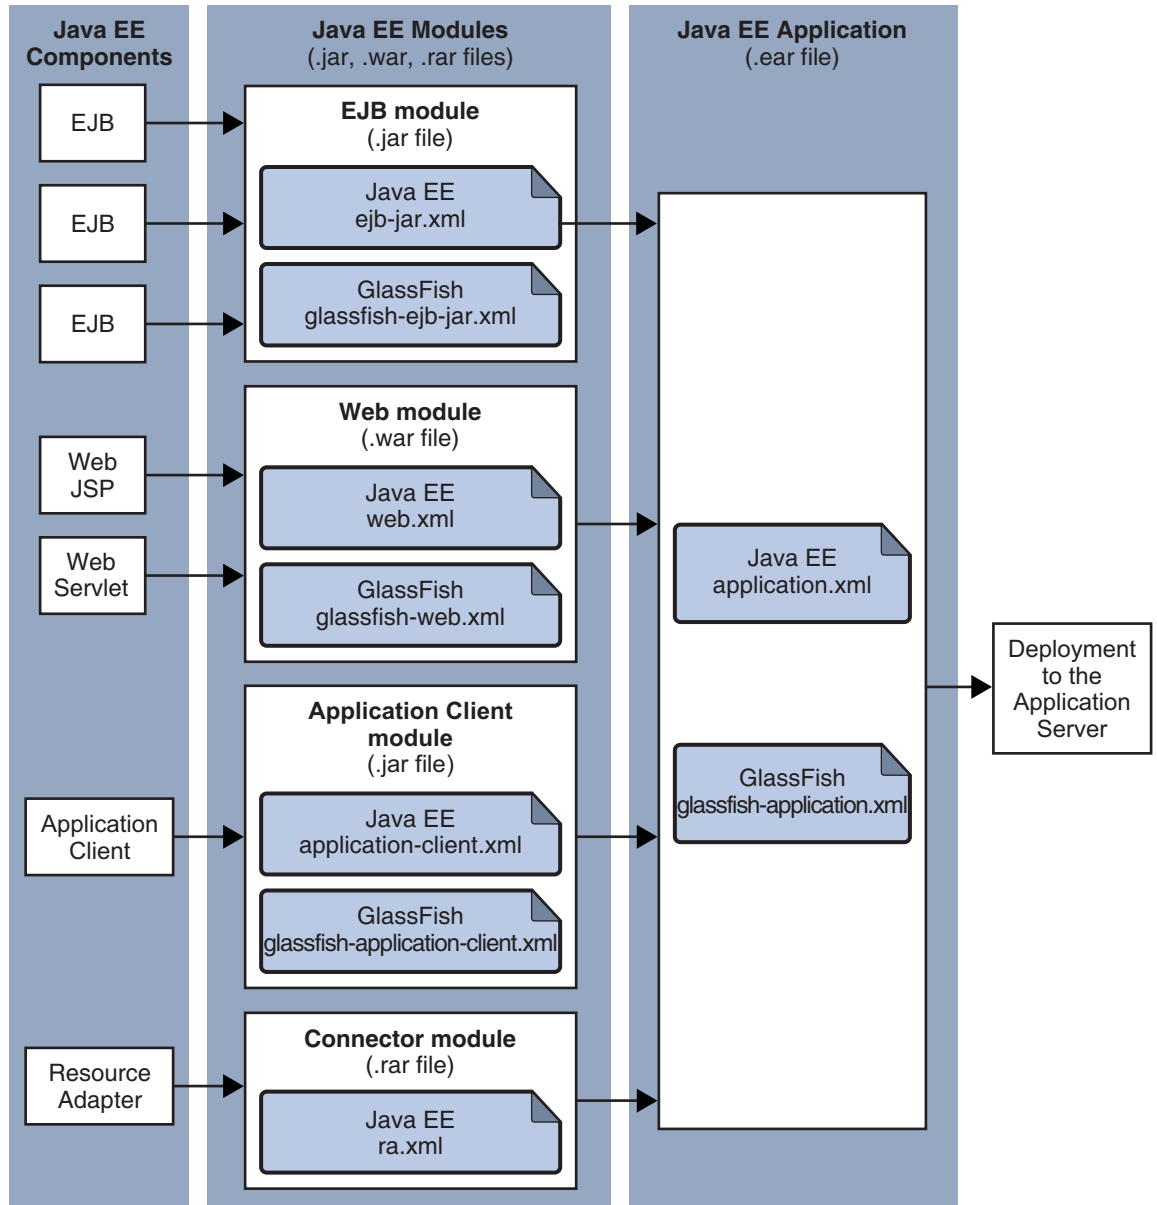 Java EE
Components
EJB
EJB
EJB
Web
JSP
Web
Servlet
Application
Client
Resource
Adapter
Java EE Modules
(.jar, .war, .rar files)
EJB module
(.jar file)
Java EE
ejb-jar.xml
GlassFish
glassfish-ejb-jar.xml
Web module
(.war file)
Java EE
web.xml
GlassFish
glassfish-web.xml
Application Client
module
(.jar file)
Java EE
application-client.xml
GlassFish
glassfish-application-client.xml
Connector module
(.rar file)
Java EE
ra.xml
Java EE Application
(.ear file)
Java EE
application.xml
GlassFish
glassfish-application.xml
Deployment
to the
Application
Server